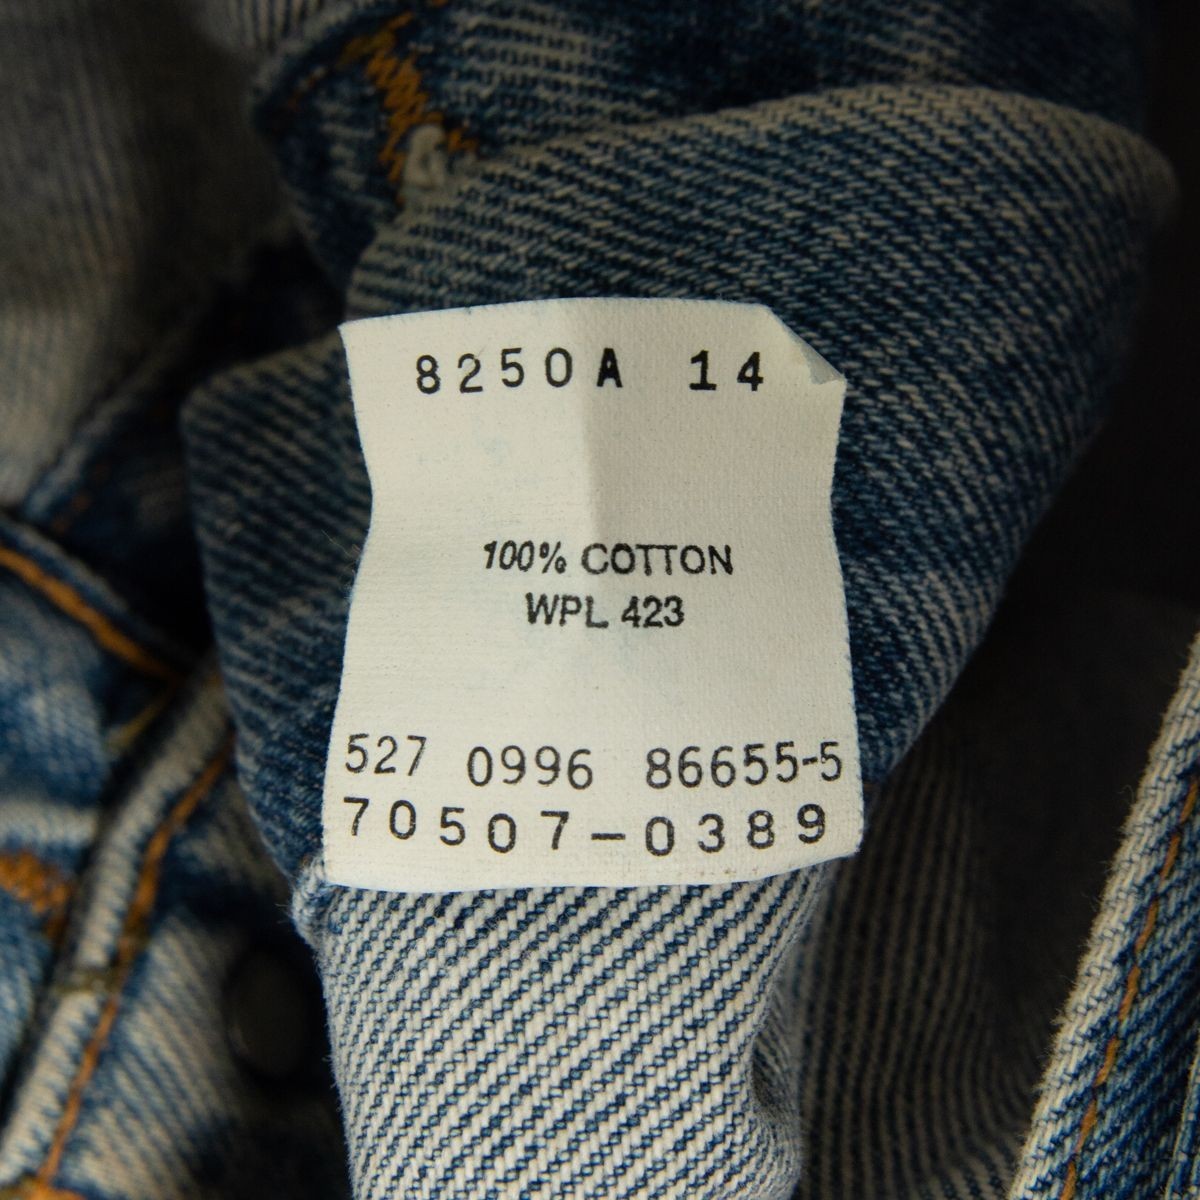 8250A 14
100% COTTON
WPL 423
527 0996 86655-5
70507-0389